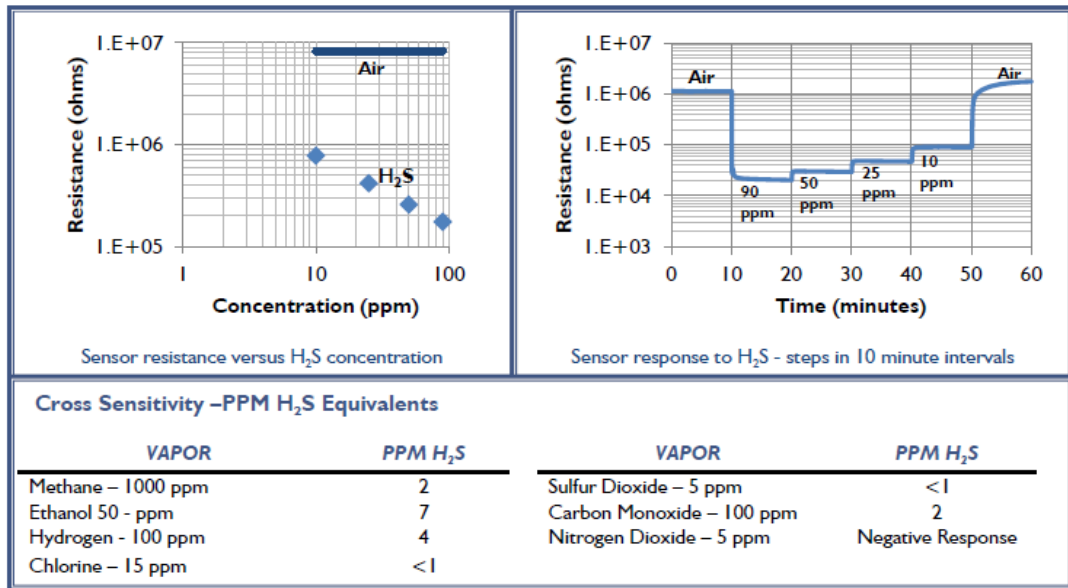 1.E+07
1.E+06
1.E+05
Resistance (ohms)
Air
H₂S
1
10
100
Concentration (ppm)
Sensor resistance versus H₂S concentration
1.E+07
1.E+06
1.E+05
1.E+04
1.E+03
Resistance (ohms)
Air
90
ppm
50
ppm
25
ppm
10
ppm
Air
0 10 20 30 40 50 60
Time (minutes)
Sensor response to H₂S - steps in 10 minute intervals
Cross Sensitivity –PPM H₂S Equivalents
VAPOR PPM H₂S
Methane – 1000 ppm 2
Ethanol 50 - ppm 7
Hydrogen - 100 ppm 4
Chlorine – 15 ppm <1
VAPOR PPM H₂S
Sulfur Dioxide – 5 ppm <1
Carbon Monoxide – 100 ppm 2
Nitrogen Dioxide – 5 ppm Negative Response